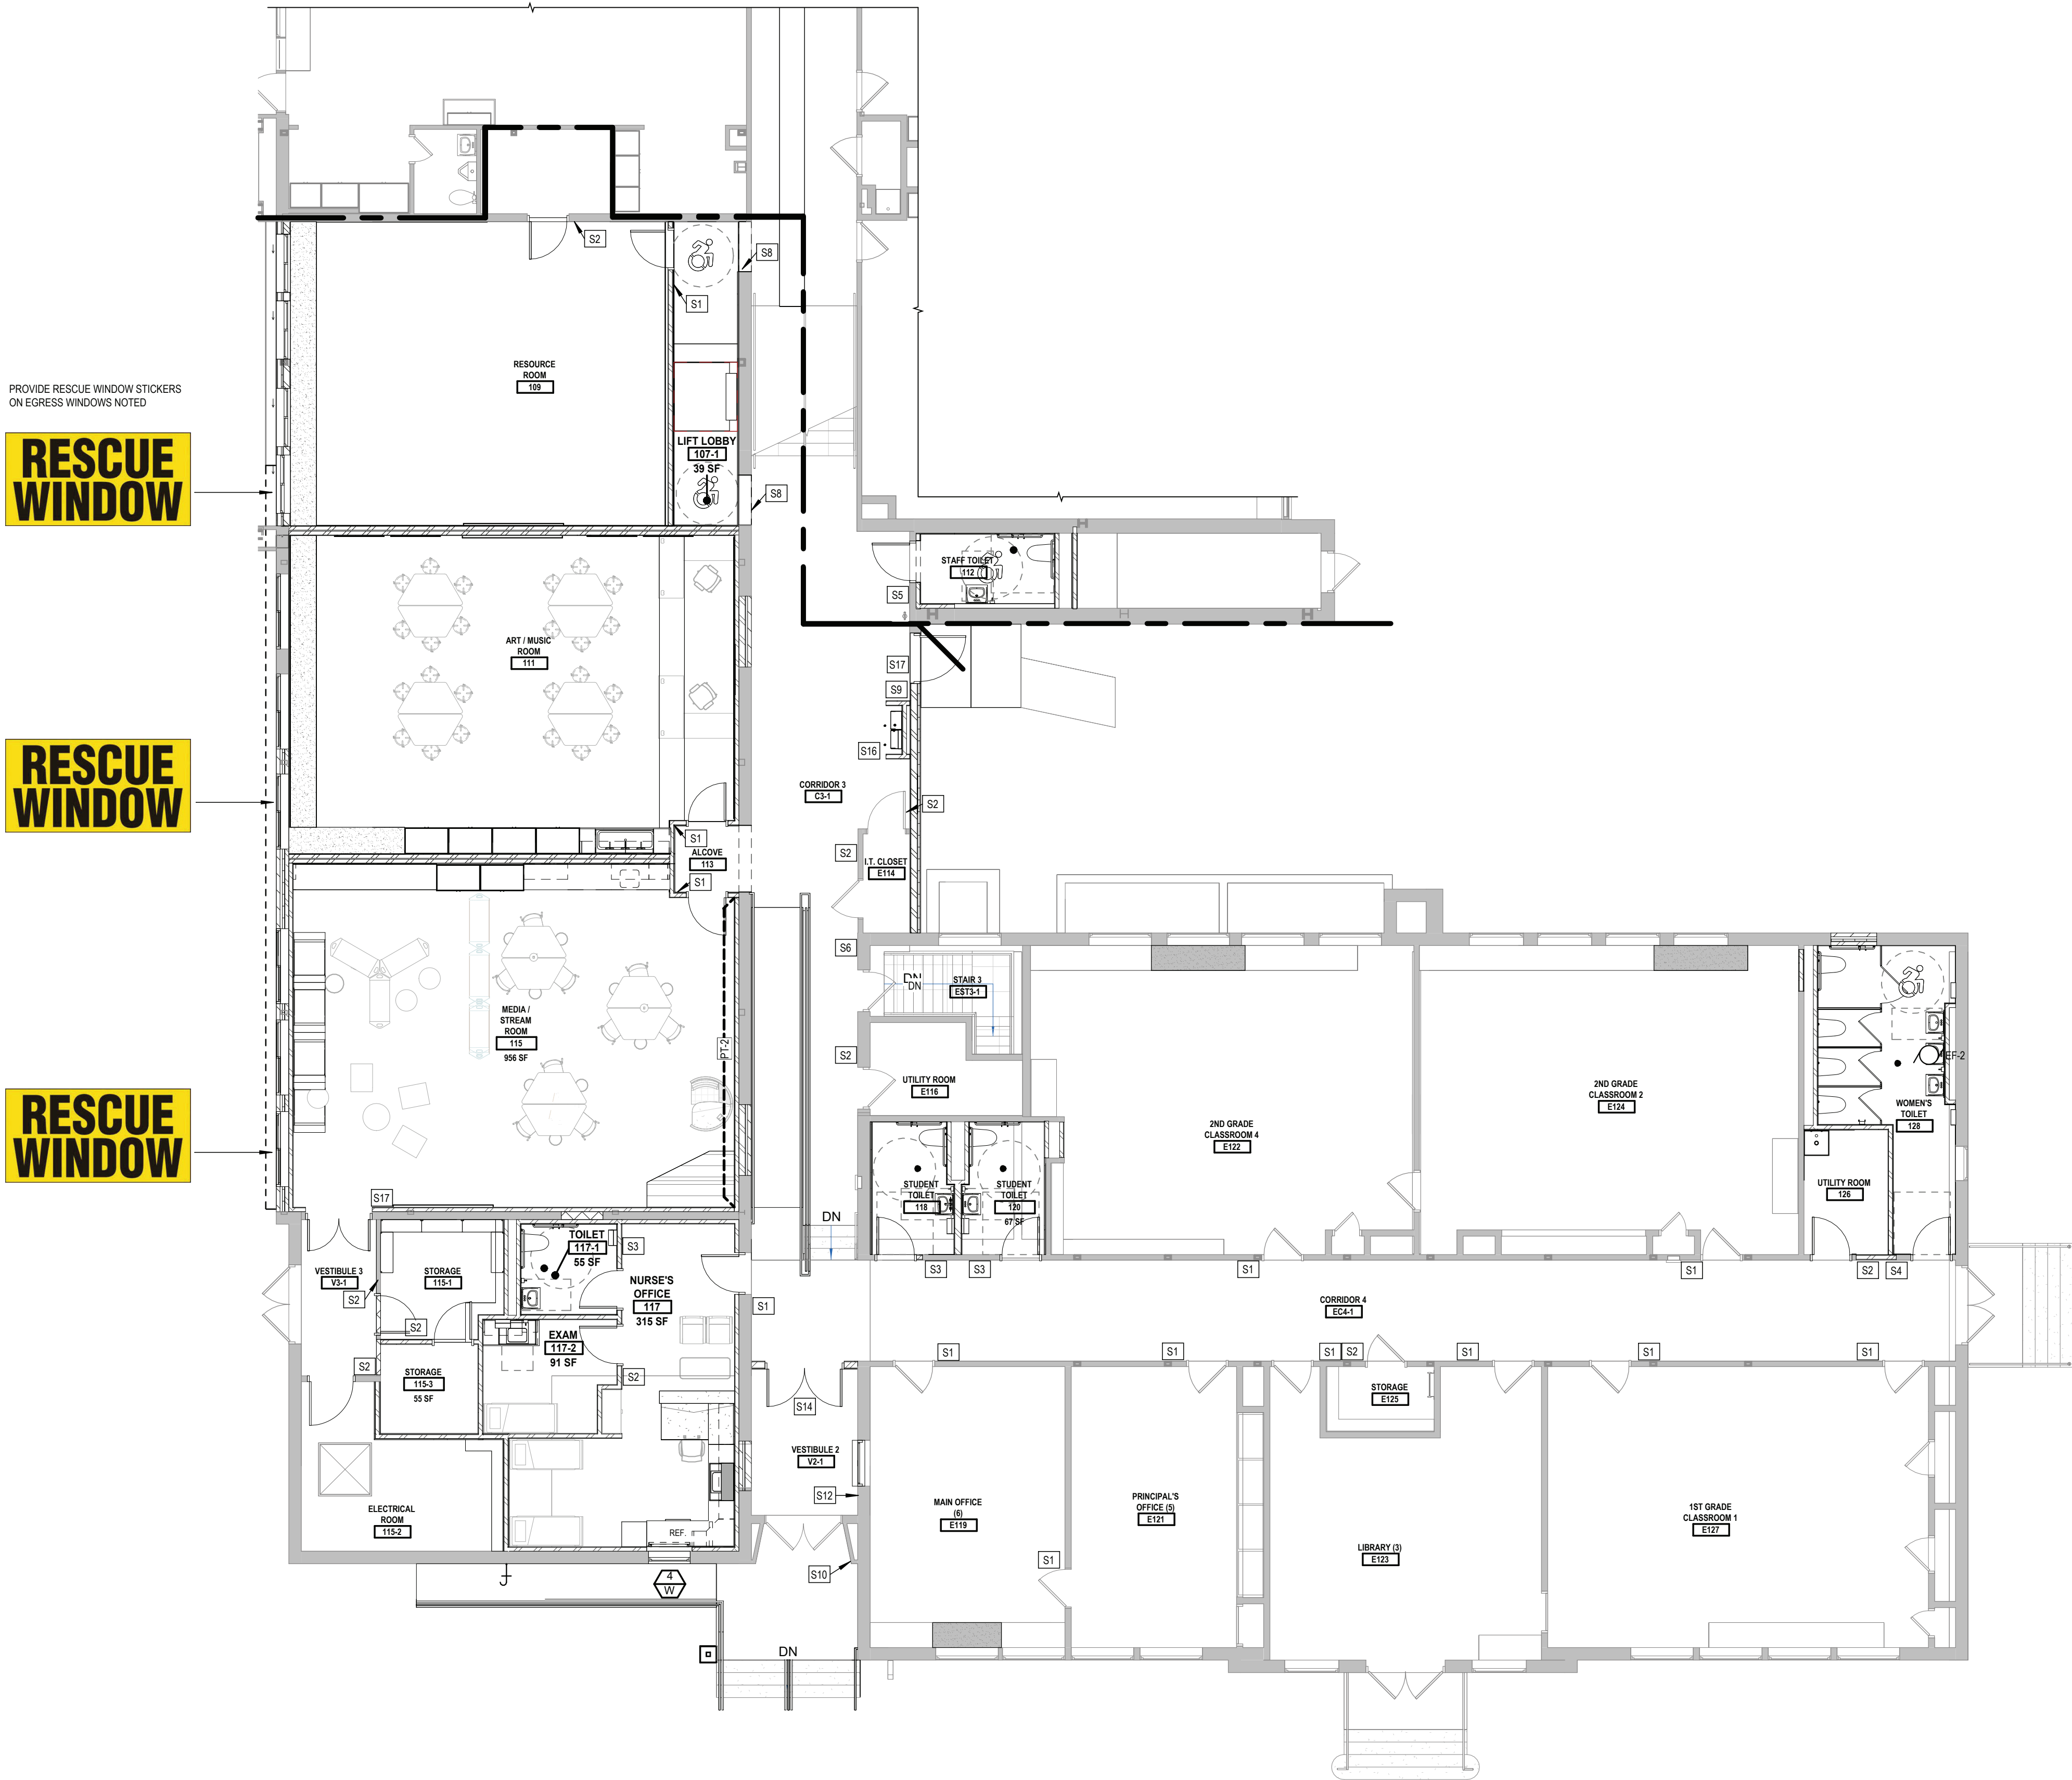 S2
S8
S1
RESOURCE
ROOM
109
PROVIDE RESCUE WINDOW STICKERS
ON EGRESS WINDOWS NOTED
RESCUE
WINDOW
LIFT LOBBY
107-1
39 SF
S8
STAFF TOILET
112
S5
ART / MUSIC
ROOM
111
S17
S9
S16
RESCUE
WINDOW
CORRIDOR 3
C3-1
S2
S1
ALCOVE
113
S1
S2
I.T. CLOSET
E114
S6
STAIR 3
EST3-1
DN
DN
MEDIA /
STREAM
ROOM
115
956 SF
PT-2
S2
UTILITY ROOM
E116
2ND GRADE
CLASSROOM 4
E122
2ND GRADE
CLASSROOM 2
E124
EF-2
WOMEN'S
TOILET
128
RESCUE
WINDOW
STUDENT
TOILET
118
STUDENT
TOILET
120
67 SF
UTILITY ROOM
126
S17
DN
TOILET
117-1
55 SF
S3
VESTIBULE 3
V3-1
STORAGE
115-1
S2
S2
NURSE'S
OFFICE
117
315 SF
S1
S3
S3
S1
S1
S2
S4
CORRIDOR 4
EC4-1
EXAM
117-2
91 SF
S2
S2
STORAGE
115-3
55 SF
S1
S1
S1
S2
S1
S1
S1
STORAGE
E125
S14
VESTIBULE 2
V2-1
S12
ELECTRICAL
ROOM
115-2
REF.
MAIN OFFICE
(6)
E119
PRINCIPAL'S
OFFICE (5)
E121
LIBRARY (3)
E123
1ST GRADE
CLASSROOM 1
E127
S1
S10
4
W
DN